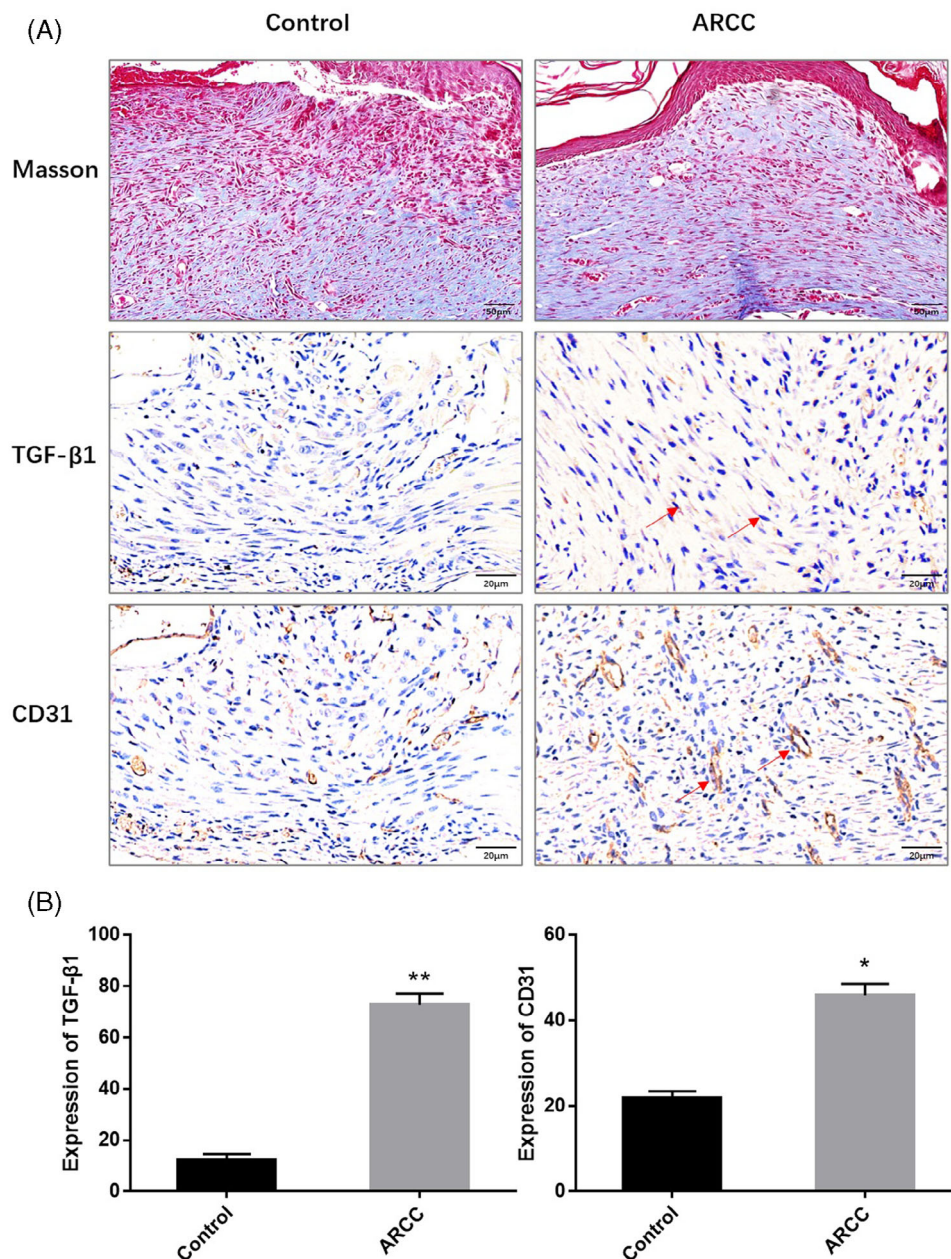 (A)
Control ARCC
Masson
50μm 50μm
TGF-β1
20μm 20μm
CD31
20μm 20μm
(B)
Expression of TGF-β1
100
80
60
40
20
0
**
Control
ARCC
Expression of CD31
60
40
20
0
*
Control
ARCC